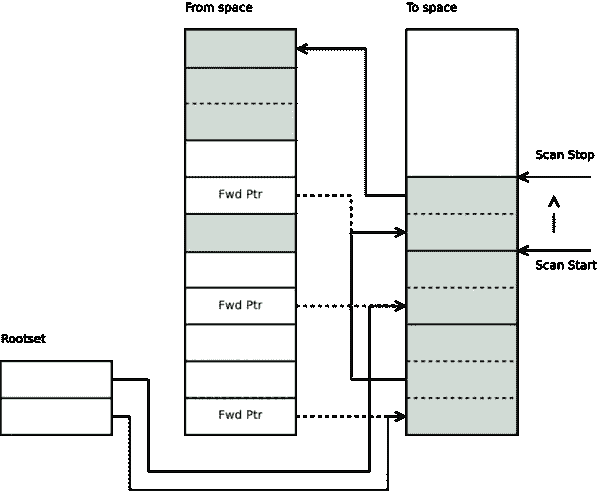 From space
To space
Scan Stop
Fwd Ptr
Scan Start
Fwd Ptr
Rootset
Fwd Ptr